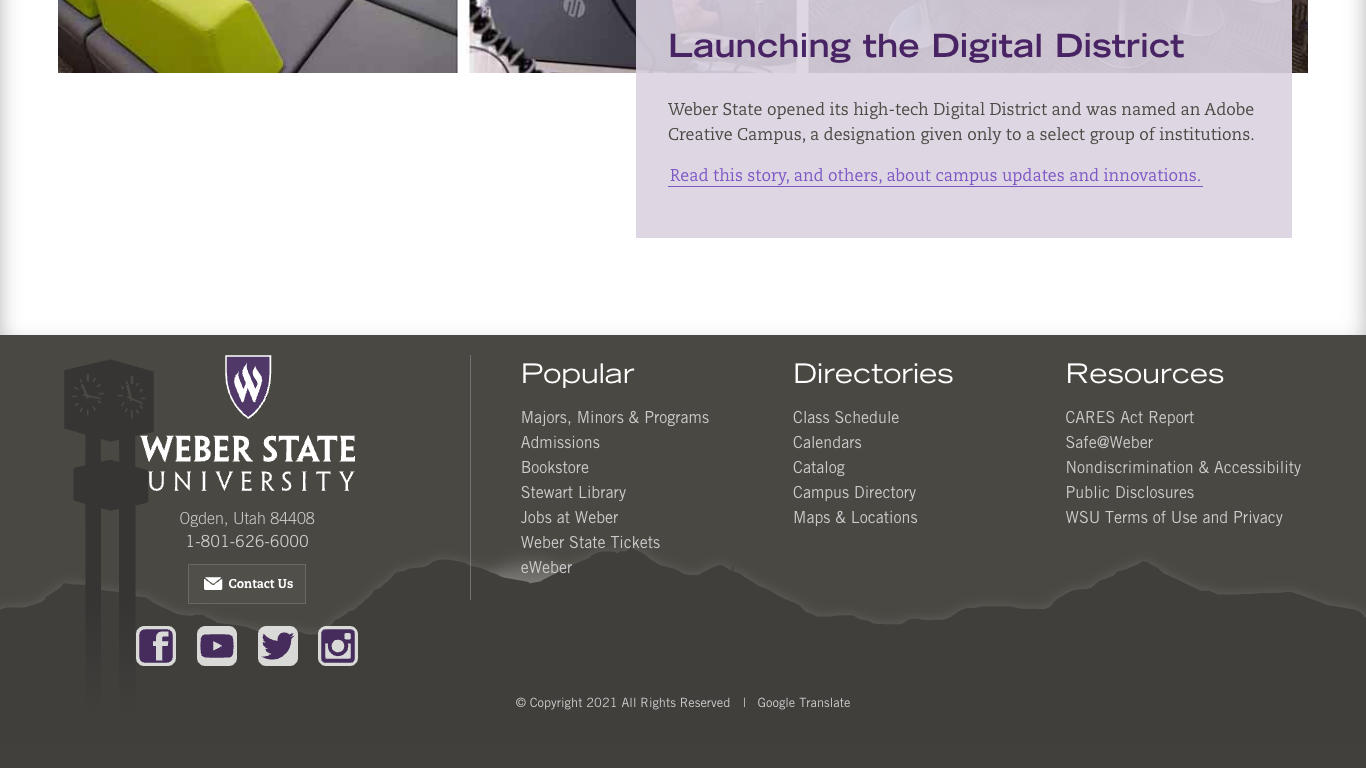 Launching the Digital District
Weber State opened its high-tech Digital District and was named an Adobe
Creative Campus, a designation given only to a select group of institutions.
Read this story, and others, about campus updates and innovations.
WEBER STATE
UNIVERSITY
Ogden, Utah 84408
1-801-626-6000
Contact Us
Popular
Majors, Minors & Programs
Admissions
Bookstore
Stewart Library
Jobs at Weber
Weber State Tickets
eWeber
Directories
Class Schedule
Calendars
Catalog
Campus Directory
Maps & Locations
Resources
CARES Act Report
Safe@Weber
Nondiscrimination & Accessibility
Public Disclosures
WSU Terms of Use and Privacy
© Copyright 2021 All Rights Reserved | Google Translate